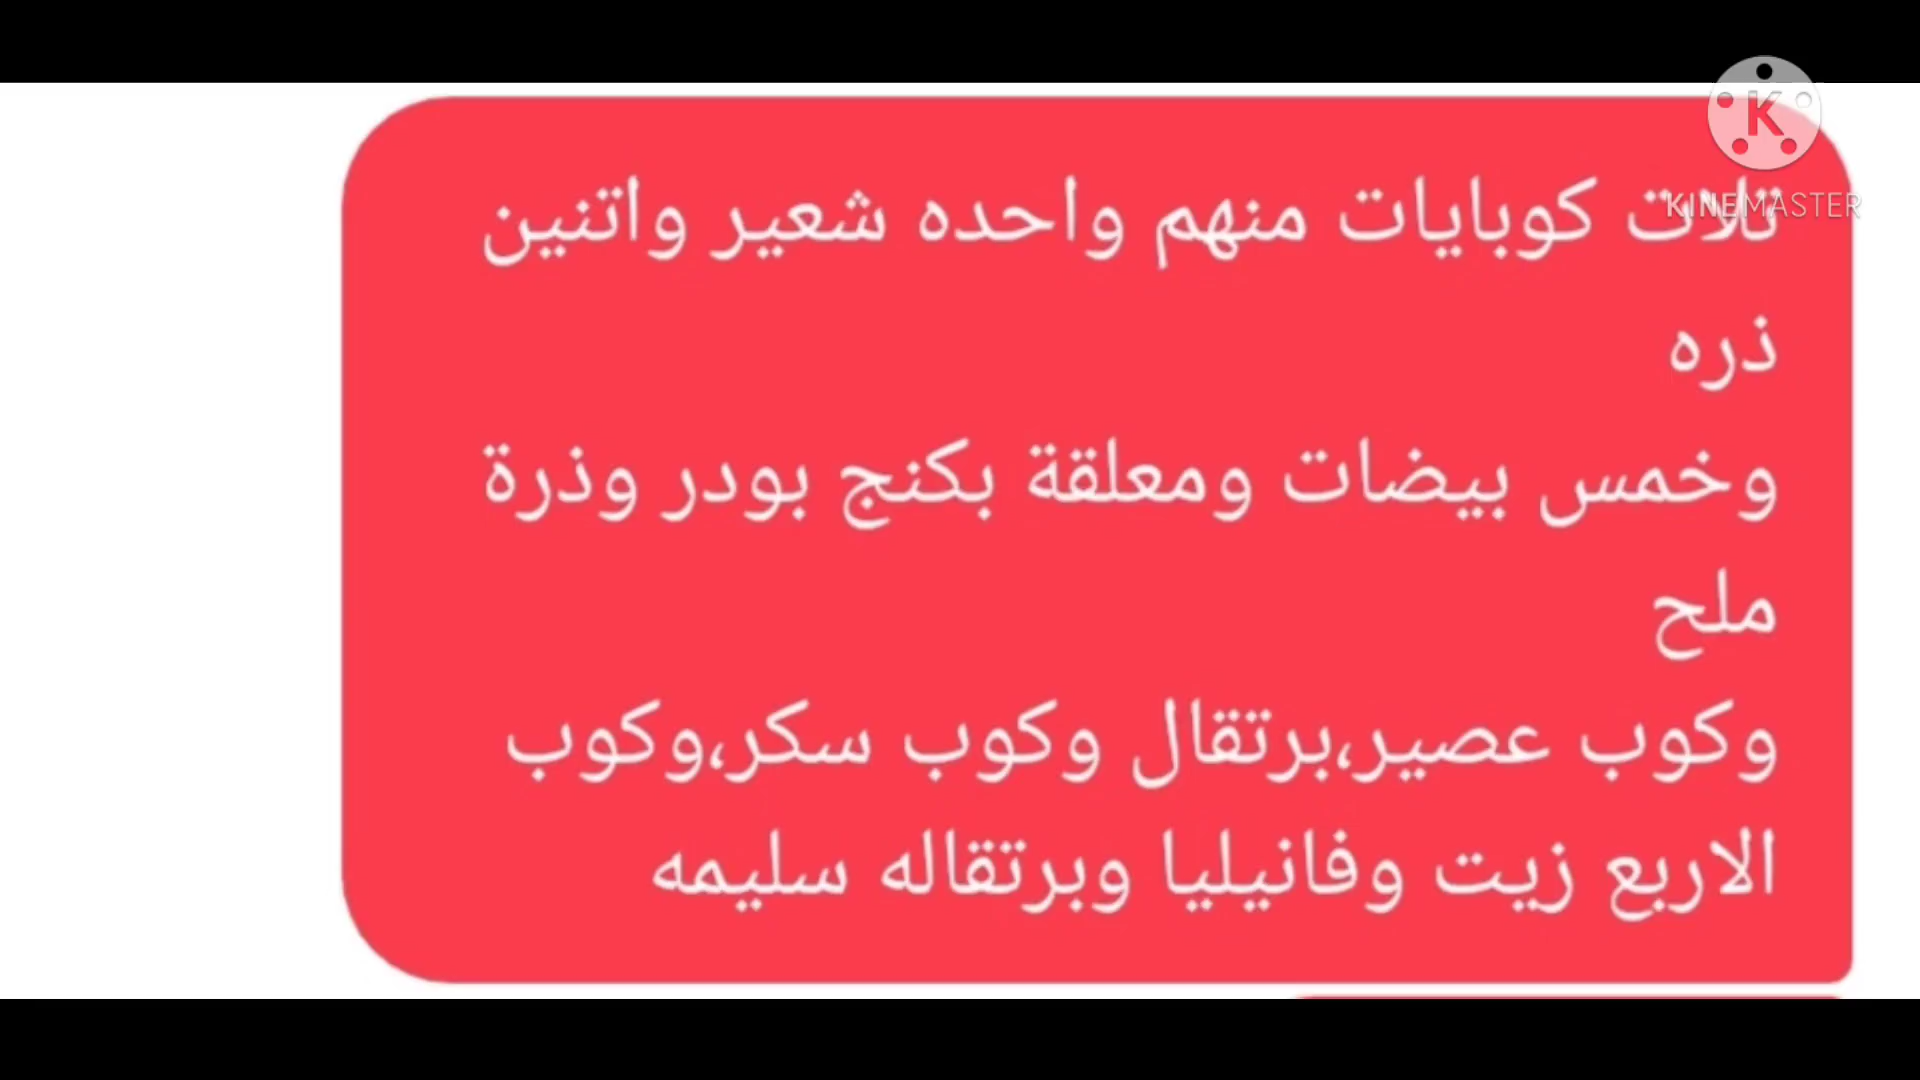 K
KINEMASTER
تلات كوبايات منهم واحده شعير واتنين
ذره
وخمس بيضات ومعلقة بكنج بودر وذرة
ملح
وكوب عصير،برتقال وكوب سكر،وكوب
الاربع زيت وفانيليا وبرتقاله سليمه